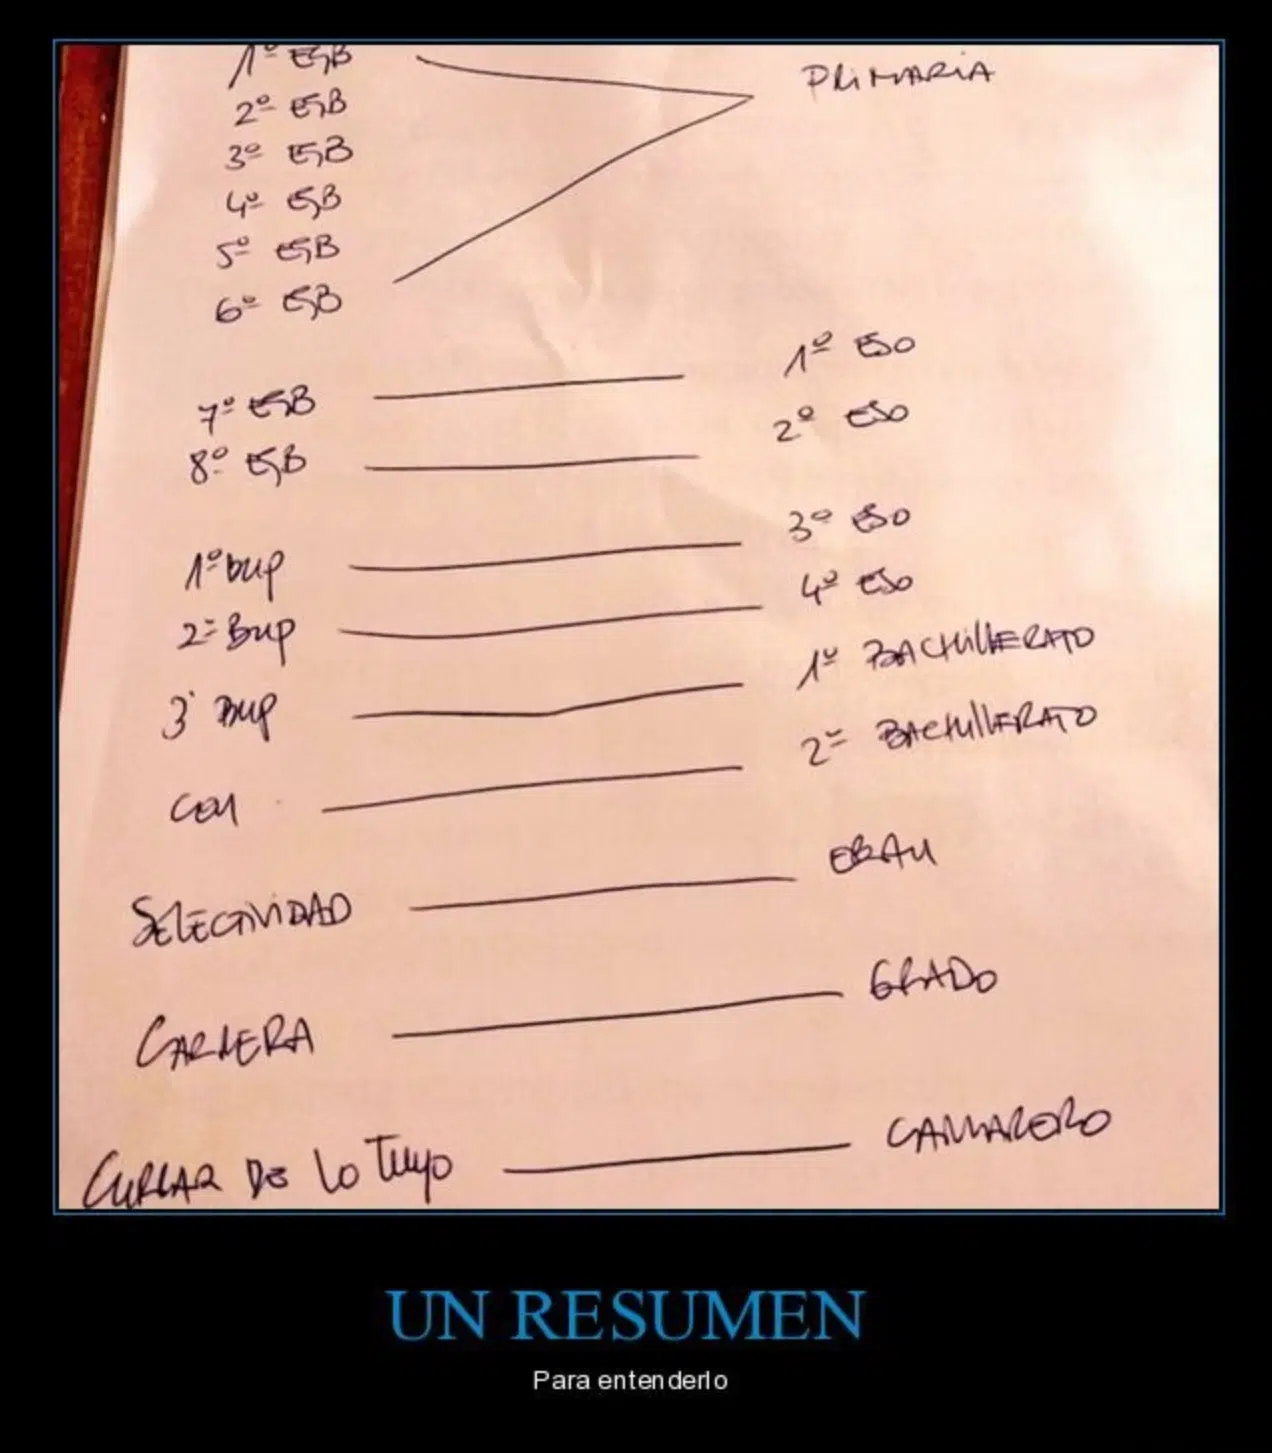 1º EGB
PRIMARIA
2º EGB
3º EGB
4º EGB
5º EGB
6º EGB
7º EGB 1º ESO
8º EGB 2º ESO
1º bup 3º ESO
2º Bup 4º ESO
3º Bup 1º BACHILLERATO
COU 2º BACHILLERATO
SELECTIVIDAD EBAU
CARRERA GRADO
CURRAR DE LO TUYO CAMARERO
UN RESUMEN
Para entenderlo